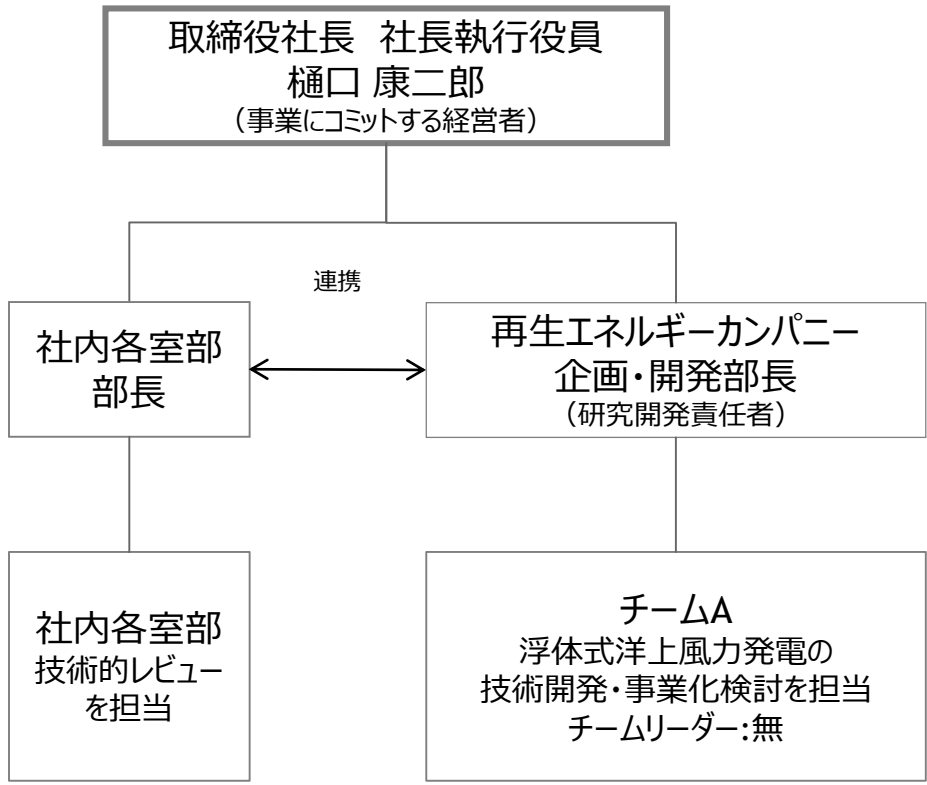 取締役社長 社長執行役員
樋口 康二郎
（事業にコミットする経営者）
連携
社内各室部
部長
再生エネルギーカンパニー
企画・開発部長
（研究開発責任者）
社内各室部
技術的レビュー
を担当
チームA
浮体式洋上風力発電の
技術開発・事業化検討を担当
チームリーダー:無